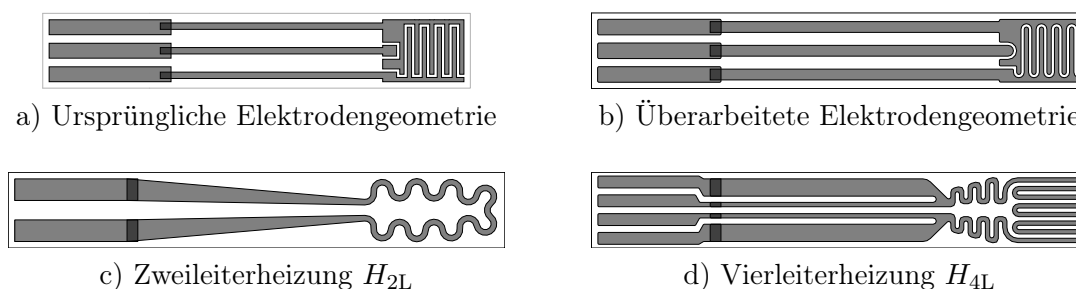 a) Ursprüngliche Elektrodengeometrie
b) Überarbeitete Elektrodengeometrie
c) Zweileiterheizung H2L
d) Vierleiterheizung H4L